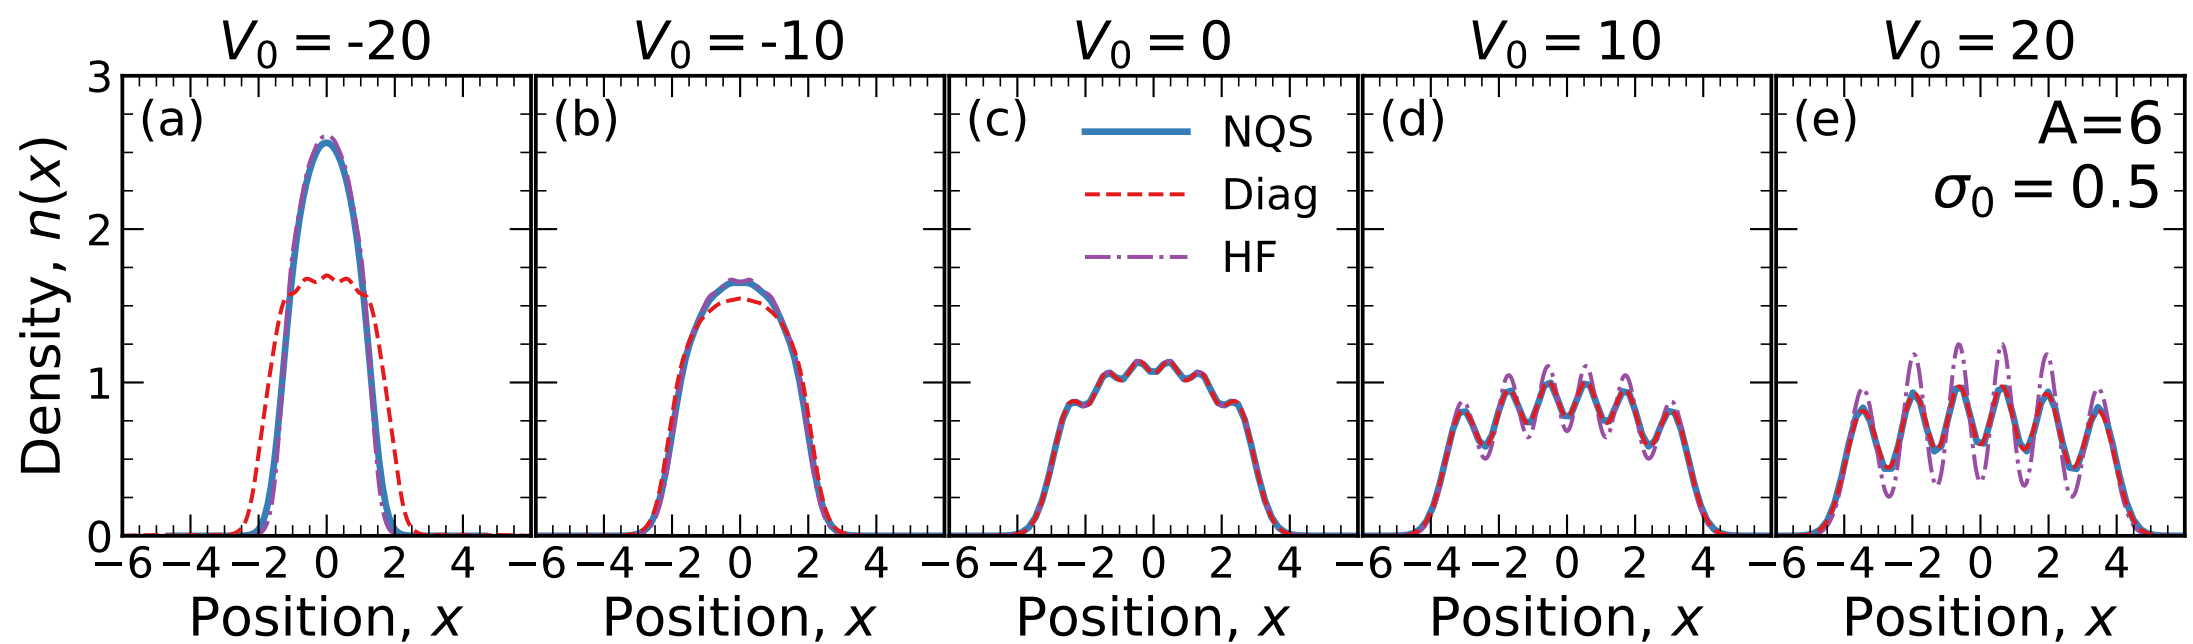 V0 = -20 V0 = -10 V0 = 0 V0 = 10 V0 = 20
(a) (b) (c) (d) (e)
NQS
Diag
HF
A=6
σ0 = 0.5
Density, n(x)
3
2
1
0
−6 −4 −2 0 2 4 −6 −4 −2 0 2 4 −6 −4 −2 0 2 4 −6 −4 −2 0 2 4 −6 −4 −2 0 2 4
Position, x Position, x Position, x Position, x Position, x